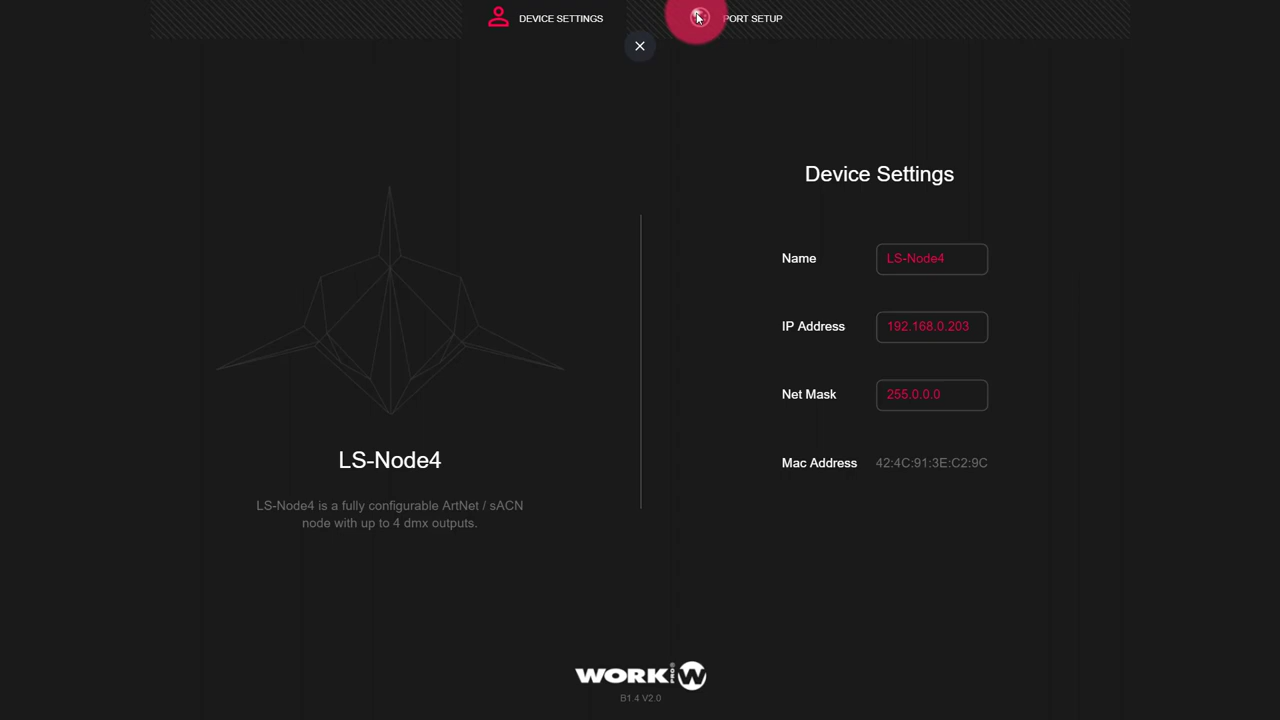 DEVICE SETTINGS
PORT SETUP
Device Settings
Name
LS-Node4
IP Address
192.168.0.203
Net Mask
255.0.0.0
Mac Address
42:4C:91:3E:C2:9C
LS-Node4
LS-Node4 is a fully configurable ArtNet / sACN
node with up to 4 dmx outputs.
WORK PRO® W
B1.4 V2.0